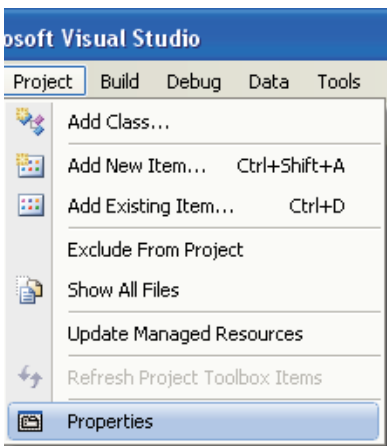 osoft Visual Studio
Project Build Debug Data Tools
Add Class...
Add New Item... Ctrl+Shift+A
Add Existing Item... Ctrl+D
Exclude From Project
Show All Files
Update Managed Resources
Refresh Project Toolbox Items
Properties